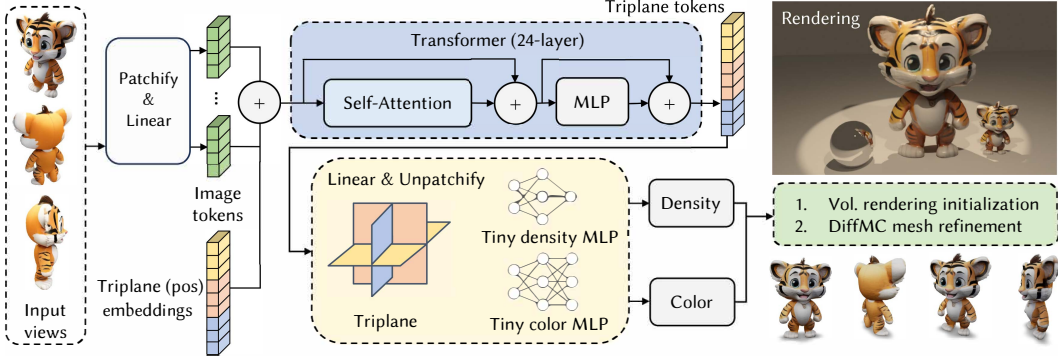 Input
views
Patchify
&
Linear
Image
tokens
Triplane (pos)
embeddings
+
Transformer (24-layer)
Self-Attention
+
MLP
+
Triplane tokens
Linear & Unpatchify
Triplane
Tiny density MLP
Tiny color MLP
Density
Color
Rendering
1. Vol. rendering initialization
2. DiffMC mesh refinement